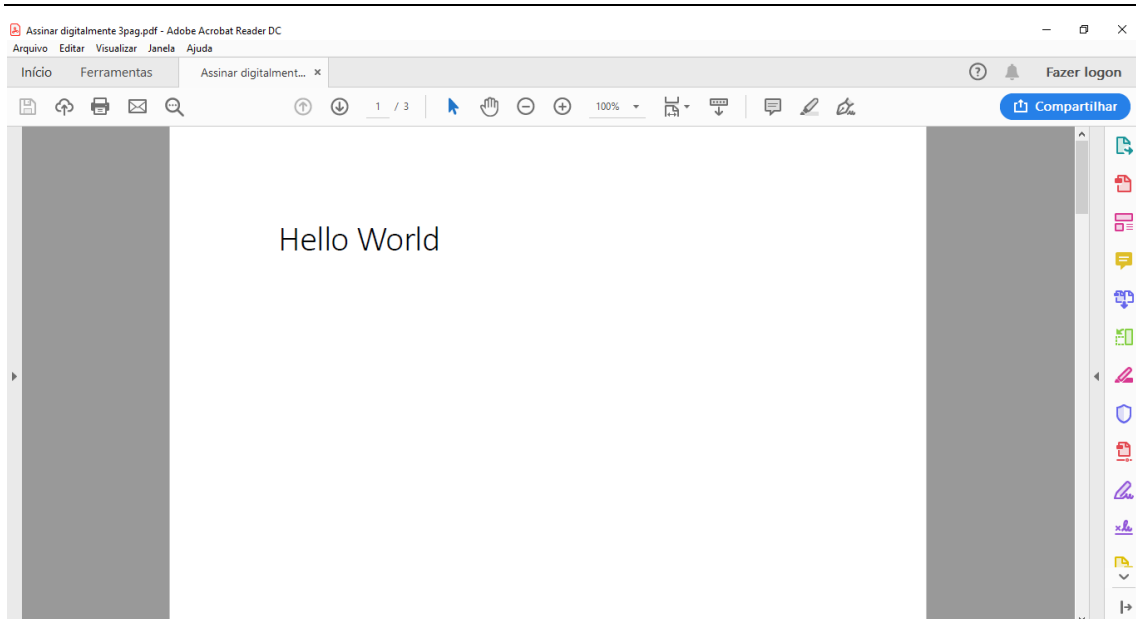 Assinar digitalmente 3pag.pdf - Adobe Acrobat Reader DC
Arquivo Editar Visualizar Janela Ajuda
Início Ferramentas Assinar digitalment... × Fazer logon
1 / 3 100% Compartilhar
Hello World